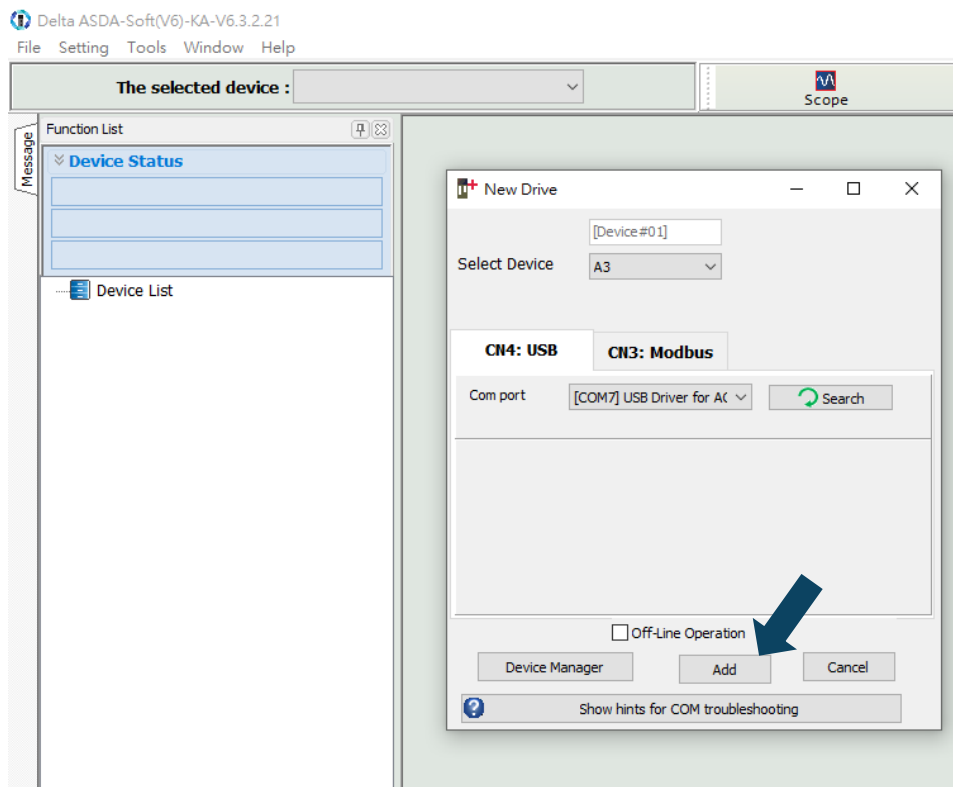 Delta ASDA-Soft(V6)-KA-V6.3.2.21
File Setting Tools Window Help
The selected device :
Scope
Message
Function List
Device Status
Device List
New Drive
[Device#01]
Select Device A3
CN4: USB CN3: Modbus
Com port [COM7] USB Driver for AC Search
Off-Line Operation
Device Manager Add Cancel
Show hints for COM troubleshooting